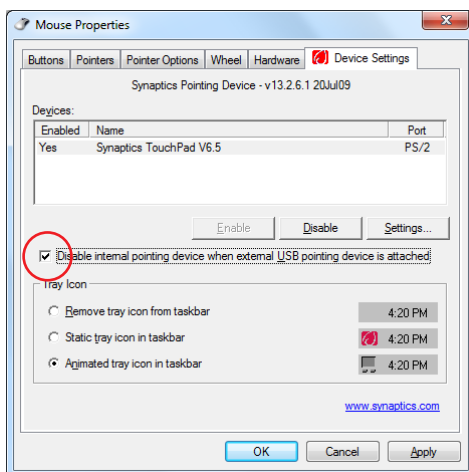 Mouse Properties
Buttons Pointers Pointer Options Wheel Hardware Device Settings
Synaptics Pointing Device - v13.2.6.1 20Jul09
Devices:
Enabled Name Port
Yes Synaptics TouchPad V6.5 PS/2
Enable Disable Settings...
Disable internal pointing device when external USB pointing device is attached
Tray Icon
Remove tray icon from taskbar 4:20 PM
Static tray icon in taskbar 4:20 PM
Animated tray icon in taskbar 4:20 PM
www.synaptics.com
OK Cancel Apply